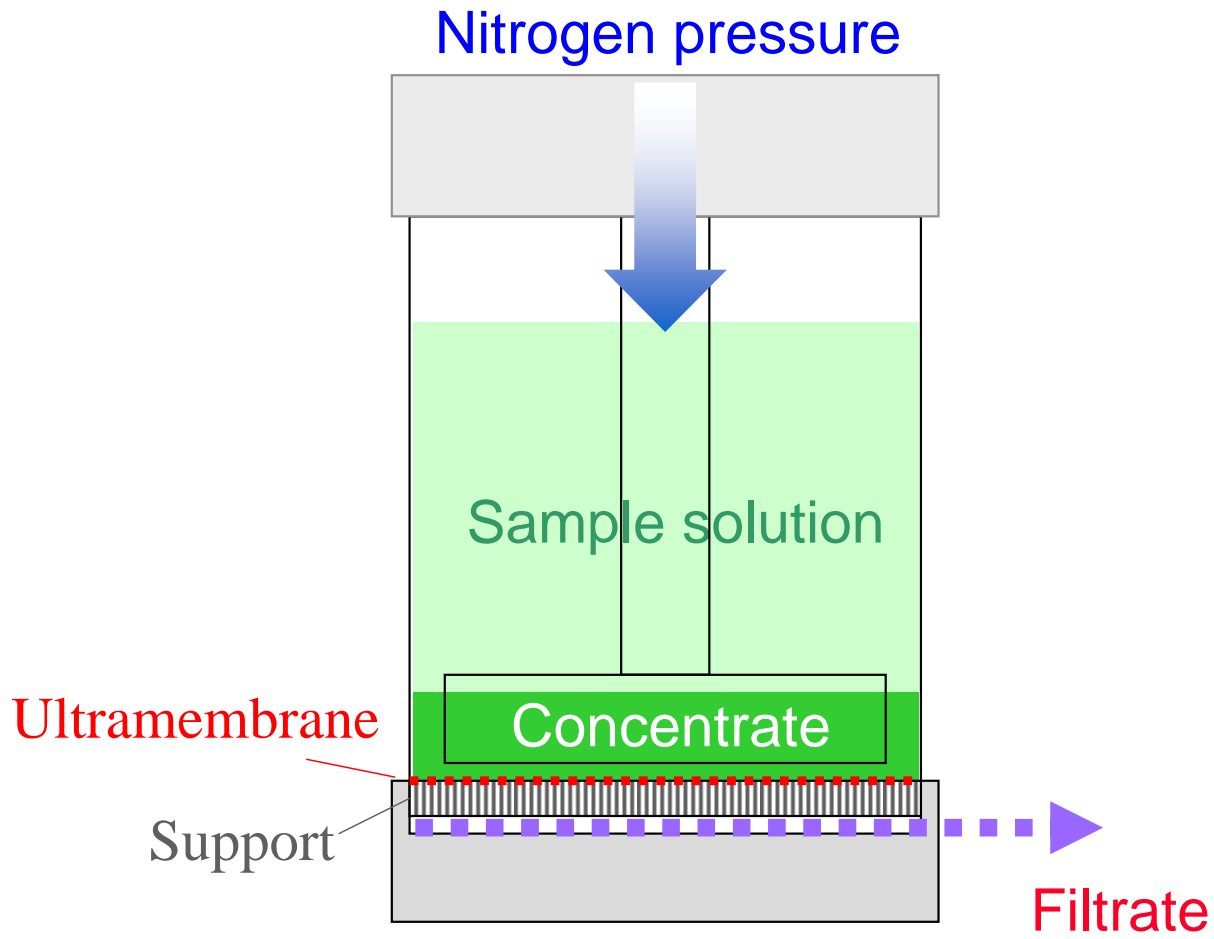 Nitrogen pressure
Sample solution
Concentrate
Ultramembrane
Support
Filtrate